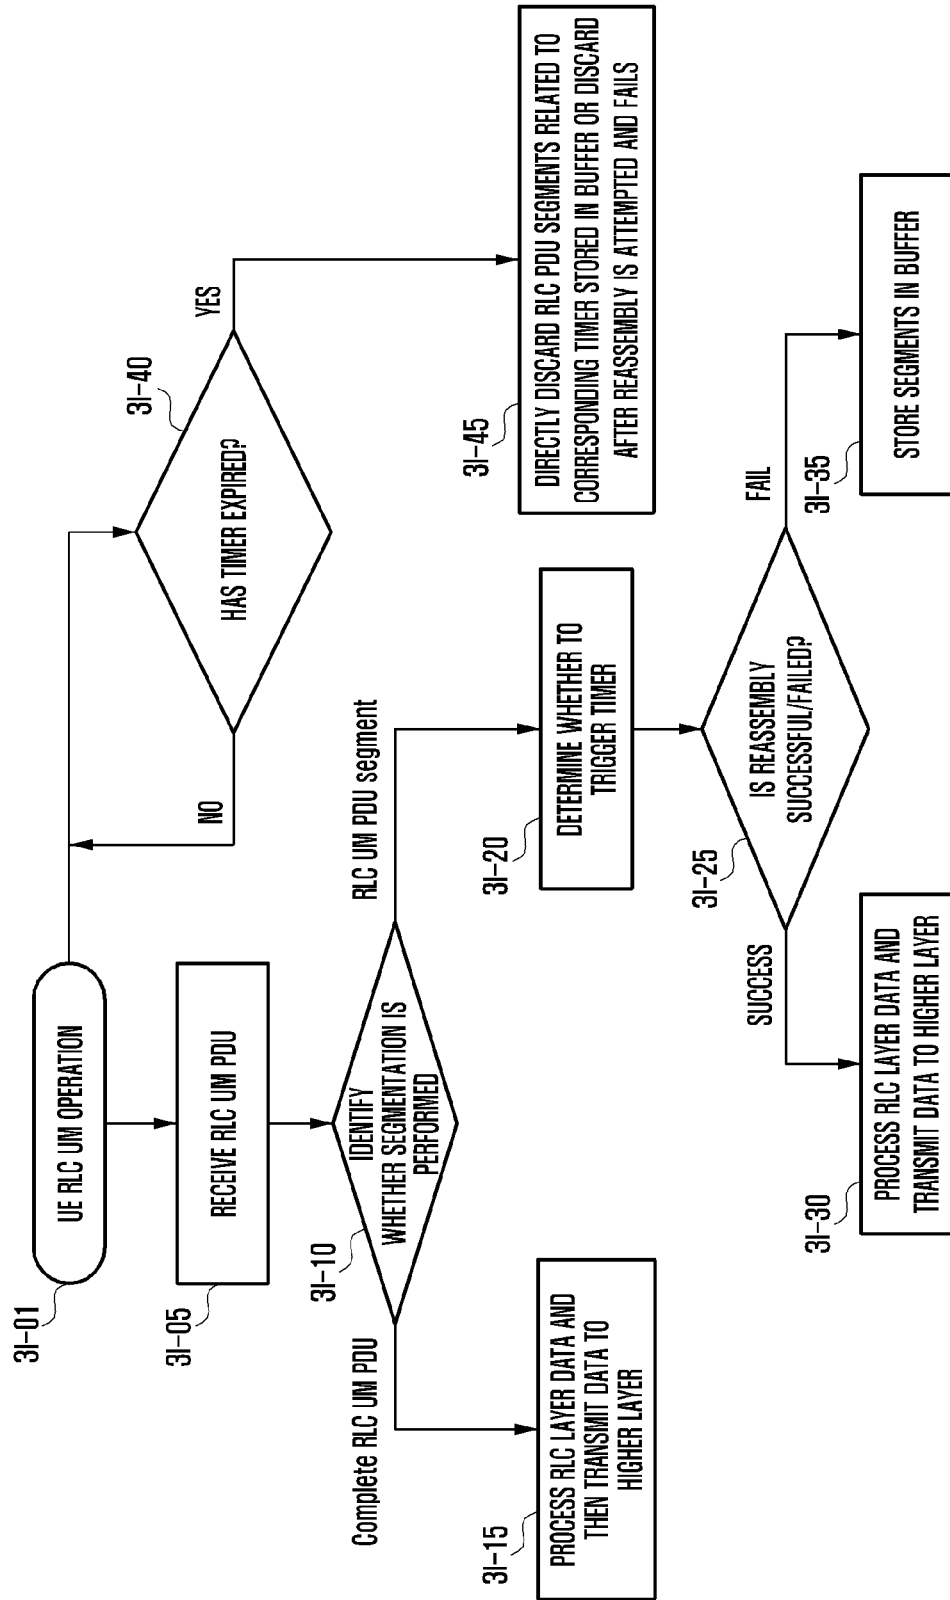 3I-01
UE RLC UM OPERATION
3I-05
RECEIVE RLC UM PDU
3I-10
IDENTIFY
WHETHER SEGMENTATION IS
PERFORMED
Complete RLC UM PDU
RLC UM PDU segment
3I-15
PROCESS RLC LAYER DATA AND
THEN TRANSMIT DATA TO
HIGHER LAYER
3I-20
DETERMINE WHETHER TO
TRIGGER TIMER
3I-25
IS REASSEMBLY
SUCCESSFUL/FAILED?
SUCCESS
FAIL
3I-30
PROCESS RLC LAYER DATA AND
TRANSMIT DATA TO HIGHER LAYER
3I-35
STORE SEGMENTS IN BUFFER
3I-40
HAS TIMER EXPIRED?
NO
YES
3I-45
DIRECTLY DISCARD RLC PDU SEGMENTS RELATED TO
CORRESPONDING TIMER STORED IN BUFFER OR DISCARD
AFTER REASSEMBLY IS ATTEMPTED AND FAILS